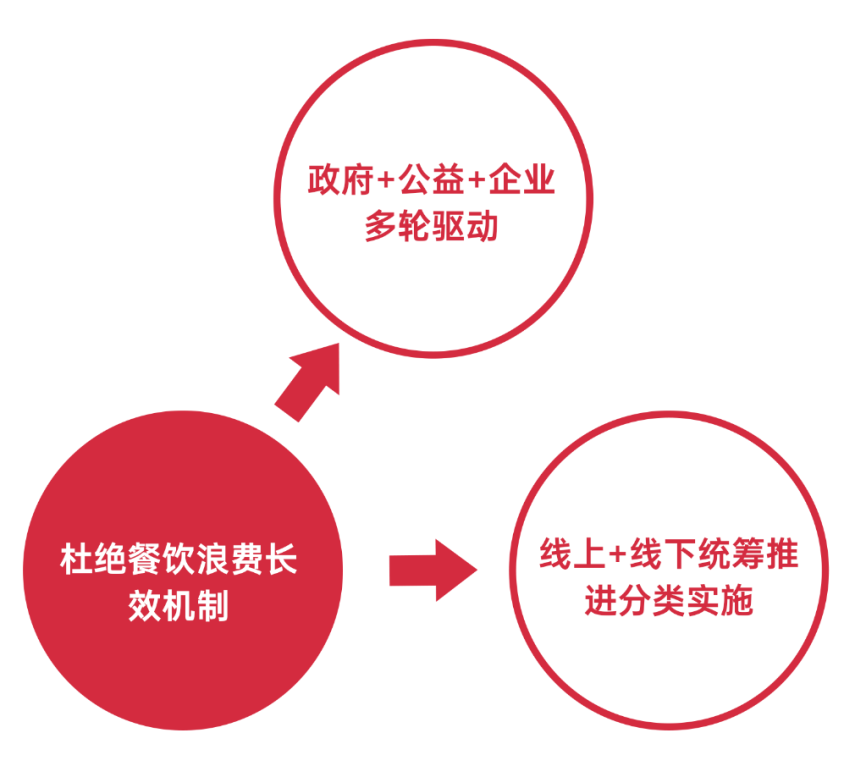 政府+公益+企业
多轮驱动
杜绝餐饮浪费长
效机制
线上+线下统筹推
进分类实施